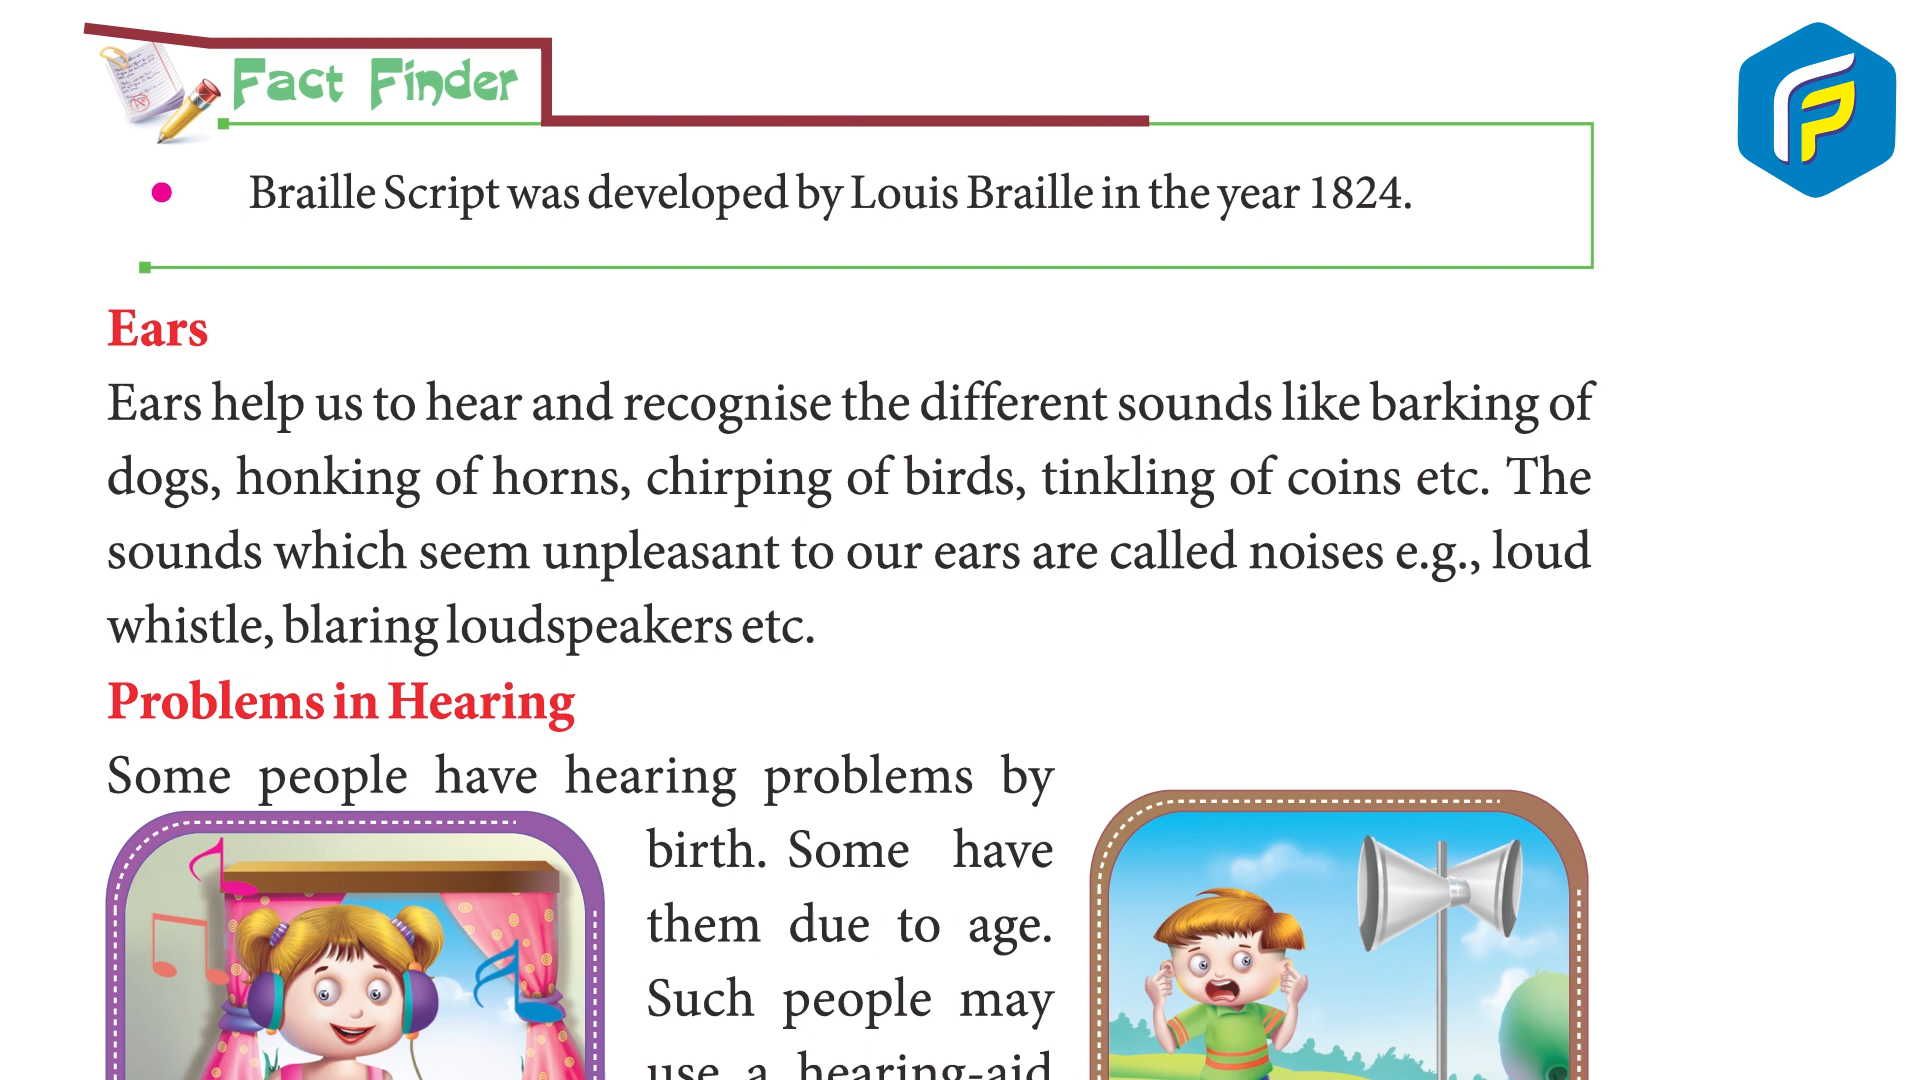 Fact Finder
Braille Script was developed by Louis Braille in the year 1824.
Ears
Ears help us to hear and recognise the different sounds like barking of
dogs, honking of horns, chirping of birds, tinkling of coins etc. The
sounds which seem unpleasant to our ears are called noises e.g., loud
whistle, blaring loudspeakers etc.
Problems in Hearing
Some people have hearing problems by
birth. Some have
them due to age.
Such people may
use a hearing-aid